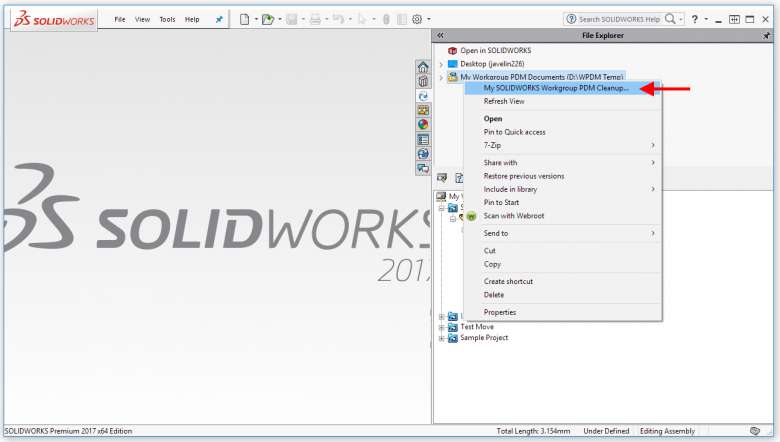 SOLIDWORKS
File View Tools Help
Search SOLIDWORKS Help
?
File Explorer
Open in SOLIDWORKS
Desktop (javelin226)
My Workgroup PDM Documents (D:\WPDM Temp)
My SOLIDWORKS Workgroup PDM Cleanup...
Refresh View
Open
Pin to Quick access
7-Zip
Share with
Restore previous versions
Include in library
Pin to Start
Scan with Webroot
Send to
Cut
Copy
Create shortcut
Delete
Properties
My W
S
Test Move
Sample Project
SOLIDWORKS
201
SOLIDWORKS Premium 2017 x64 Edition
Total Length: 3.154mm Under Defined Editing Assembly